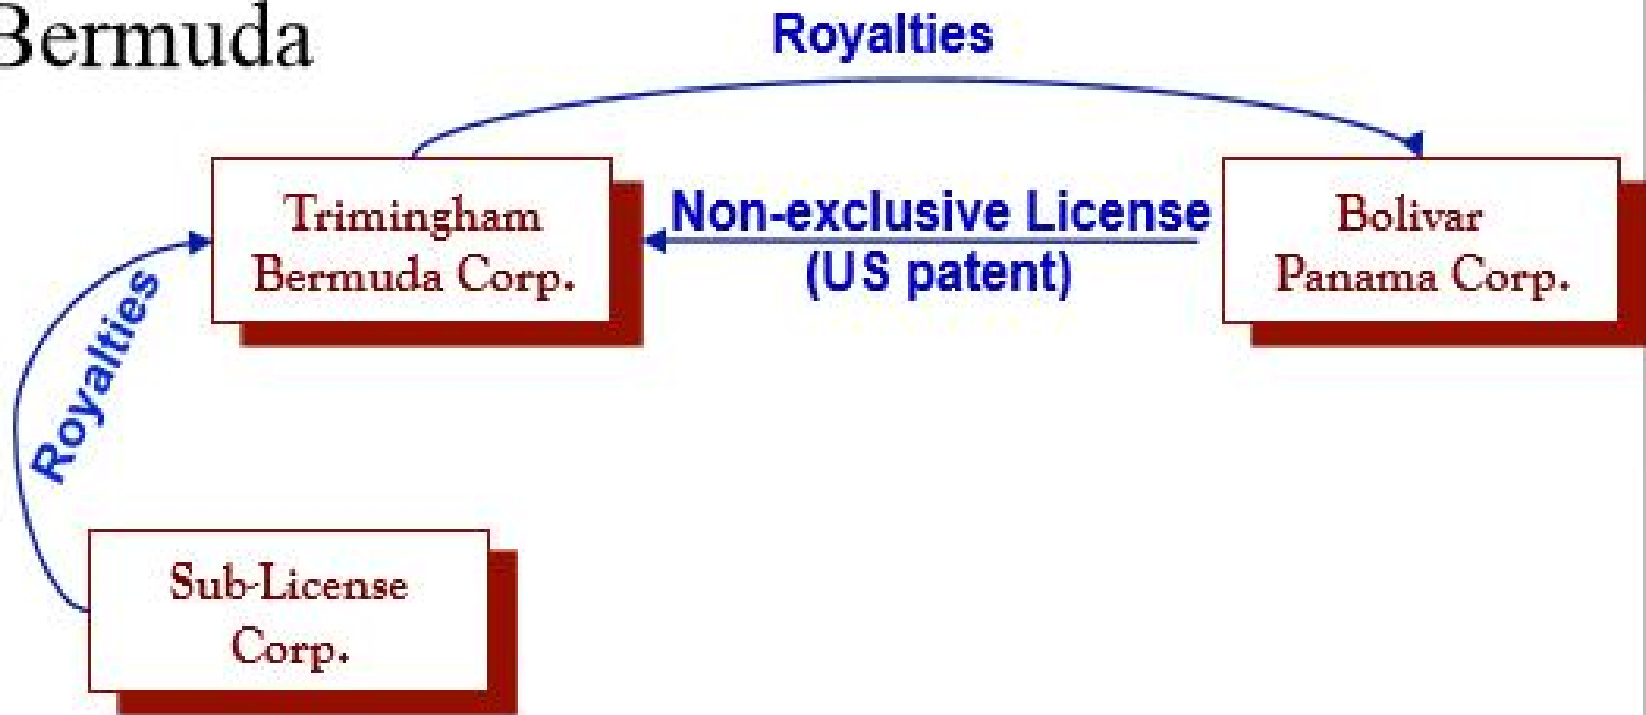 Bermuda
Royalties
Trimingham
Bermuda Corp.
Non-exclusive License
(US patent)
Bolivar
Panama Corp.
Royalties
Sub-License
Corp.